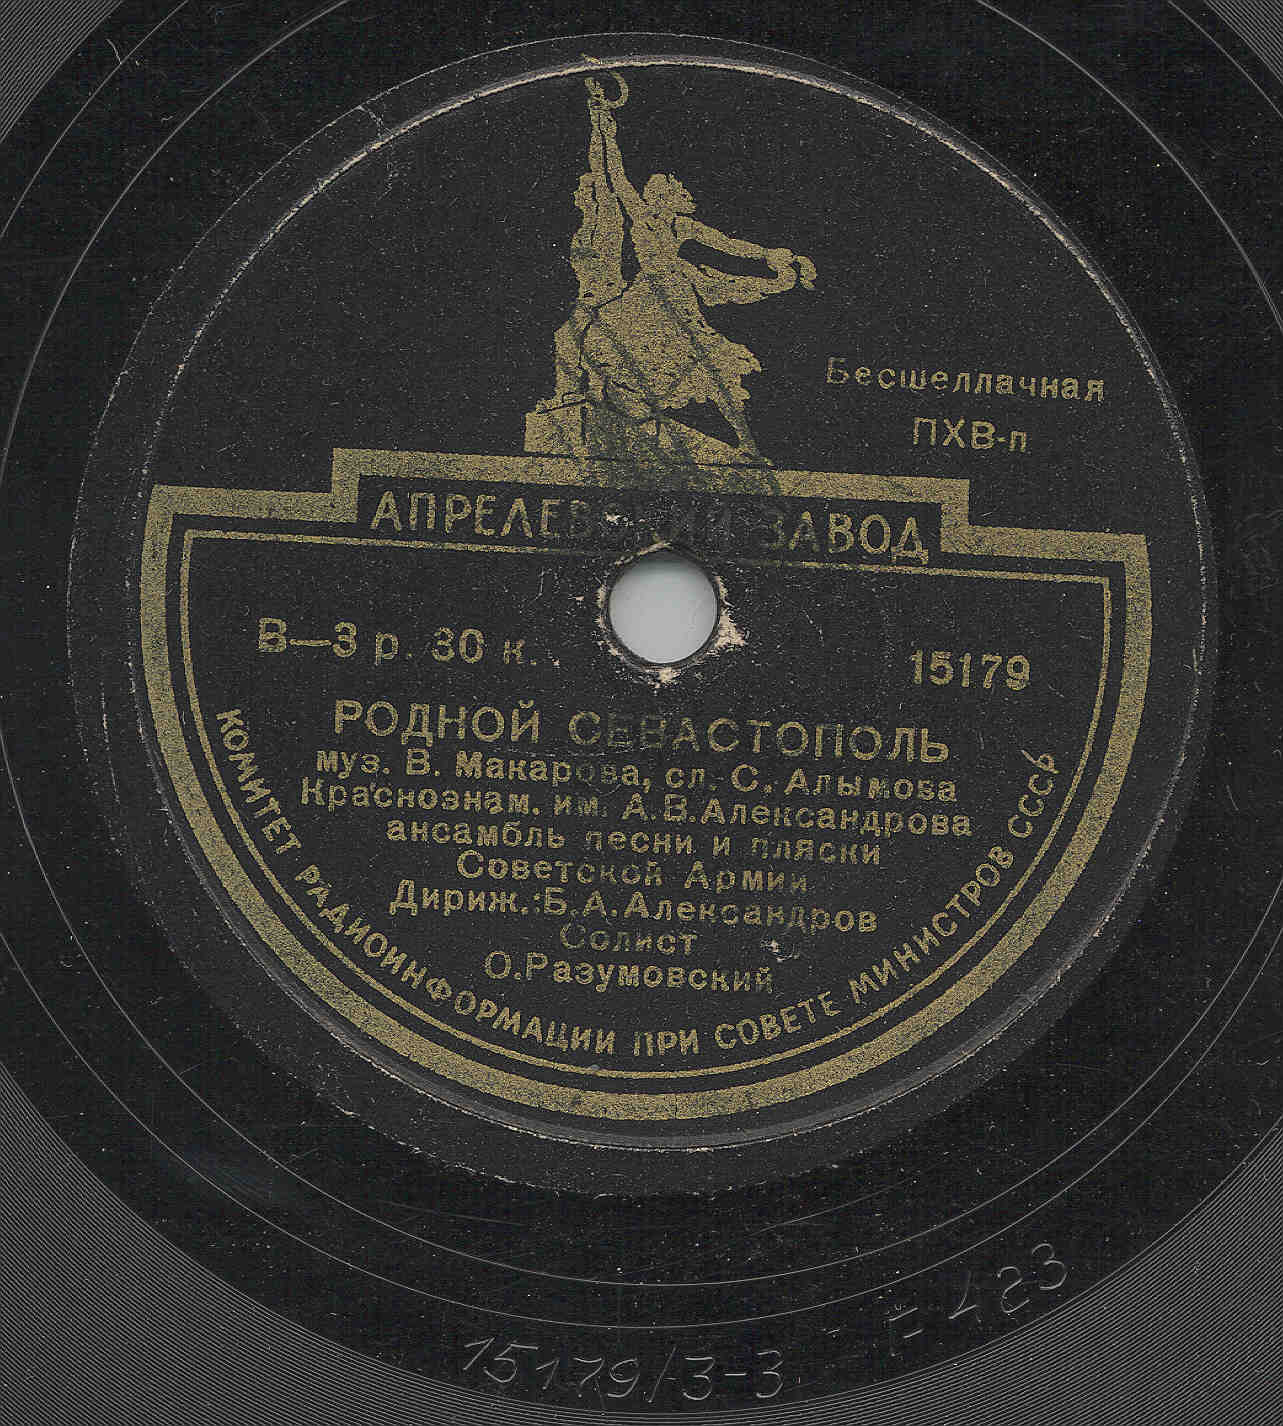 Бесшеллачная
ПХВ-п
АПРЕЛЕВСКИЙ ЗАВОД
В—3 р. 30 к.
15179
РОДНОЙ СЕВАСТОПОЛЬ
муз. В. Макарова, сл. С. Алымова
Краснознам. им. А.В.Александрова
ансамбль песни и пляски
Советской Армии
Дириж.:Б.А.Александров
Солист
О.Разумовский
КОМИТЕТ РАДИОИНФОРМАЦИИ ПРИ СОВЕТЕ МИНИСТРОВ СССР
15179/3-3
423